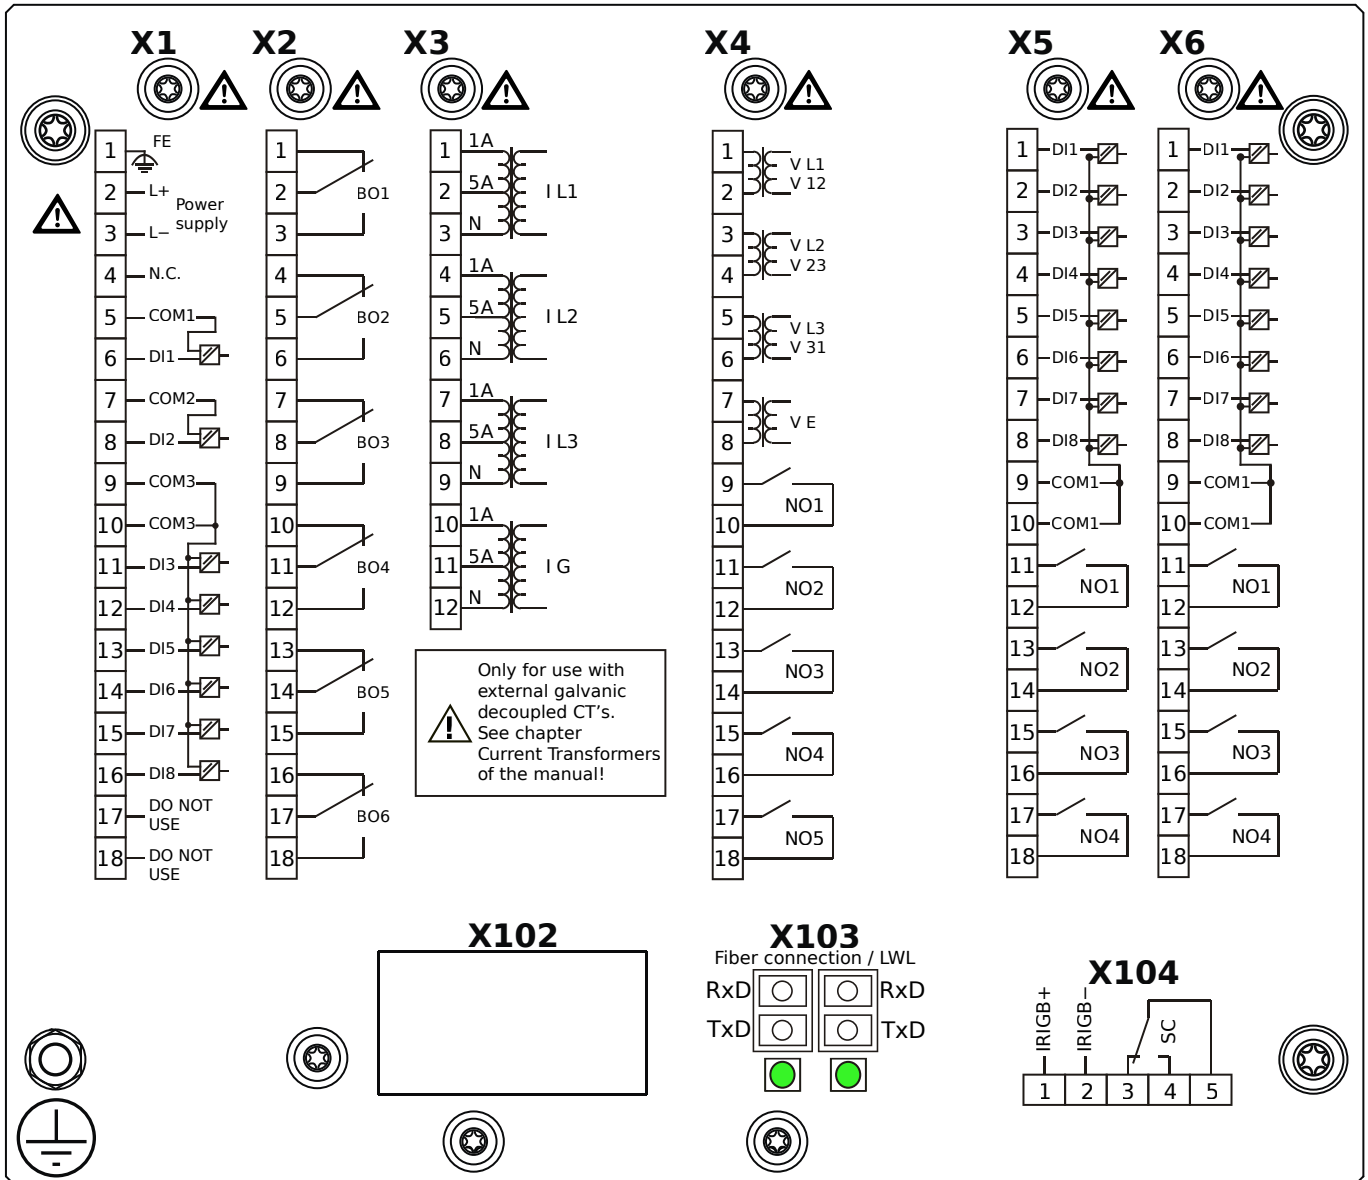 X1 X2 X3 X4 X5 X6
1 FE
2 L+
Power
supply
3 L−
4 N.C.
5 COM1
6 DI1
7 COM2
8 DI2
9 COM3
10 COM3
11 DI3
12 DI4
13 DI5
14 DI6
15 DI7
16 DI8
17 DO NOT
USE
18 DO NOT
USE
1
2 BO1
3
4
5 BO2
6
7
8 BO3
9
10
11 BO4
12
13
14 BO5
15
16
17 BO6
18
1 1A
2 5A I L1
3 N
4 1A
5 5A I L2
6 N
7 1A
8 5A I L3
9 N
10 1A
11 5A I G
12 N
Only for use with
external galvanic
decoupled CT's.
See chapter
Current Transformers
of the manual!
1 V L1
2 V 12
3 V L2
4 V 23
5 V L3
6 V 31
7
V E
8
9
NO1
10
11
NO2
12
13
NO3
14
15
NO4
16
17
NO5
18
1 DI1
2 DI2
3 DI3
4 DI4
5 DI5
6 DI6
7 DI7
8 DI8
9 COM1
10 COM1
11
NO1
12
13
NO2
14
15
NO3
16
17
NO4
18
1 DI1
2 DI2
3 DI3
4 DI4
5 DI5
6 DI6
7 DI7
8 DI8
9 COM1
10 COM1
11
NO1
12
13
NO2
14
15
NO3
16
17
NO4
18
X102
X103
Fiber connection / LWL
RxD RxD
TxD TxD
X104
IRIGB+
IRIGB−
SC
1 2 3 4 5